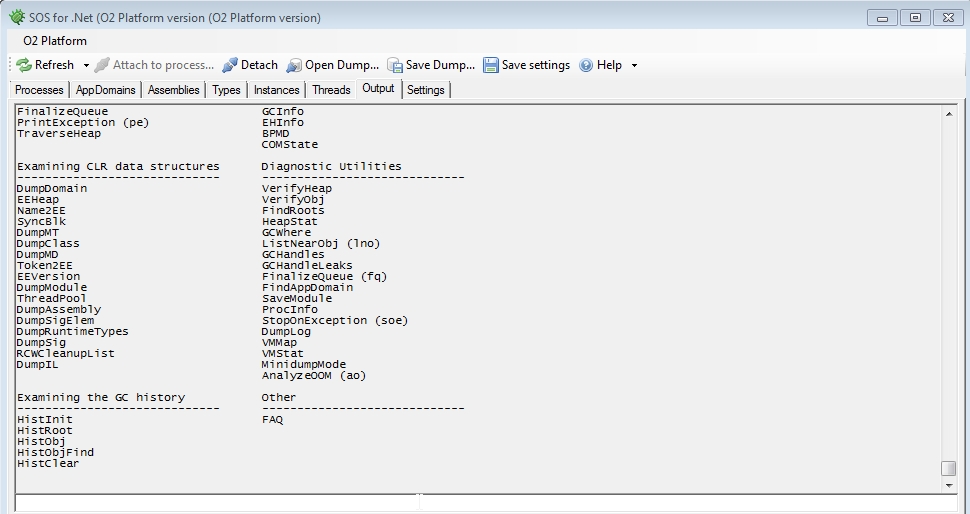 SOS for .Net (O2 Platform version (O2 Platform version)
O2 Platform
Refresh Attach to process... Detach Open Dump... Save Dump... Save settings Help
Processes AppDomains Assemblies Types Instances Threads Output Settings
FinalizeQueue GCInfo
PrintException (pe) EHInfo
TraverseHeap BPMD
COMState
Examining CLR data structures Diagnostic Utilities
----------------------------- -----------------------------
DumpDomain VerifyHeap
EEHeap VerifyObj
Name2EE FindRoots
SyncBlk HeapStat
DumpMT GCWhere
DumpClass ListNearObj (lno)
DumpMD GCHandles
Token2EE GCHandleLeaks
EEVersion FinalizeQueue (fq)
DumpModule FindAppDomain
ThreadPool SaveModule
DumpAssembly ProcInfo
DumpSigElem StopOnException (soe)
DumpRuntimeTypes DumpLog
DumpSig VMMap
RCWCleanupList VMStat
DumpIL MinidumpMode
AnalyzeOOM (ao)
Examining the GC history Other
----------------------------- -----------------------------
HistInit FAQ
HistRoot
HistObj
HistObjFind
HistClear